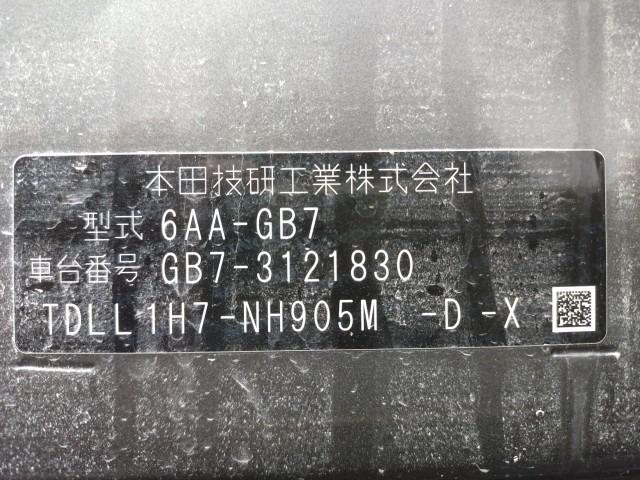 本田技研工業株式会社
型式 6AA-GB7
車台番号 GB7-3121830
TDLL1H7-NH905M -D -X